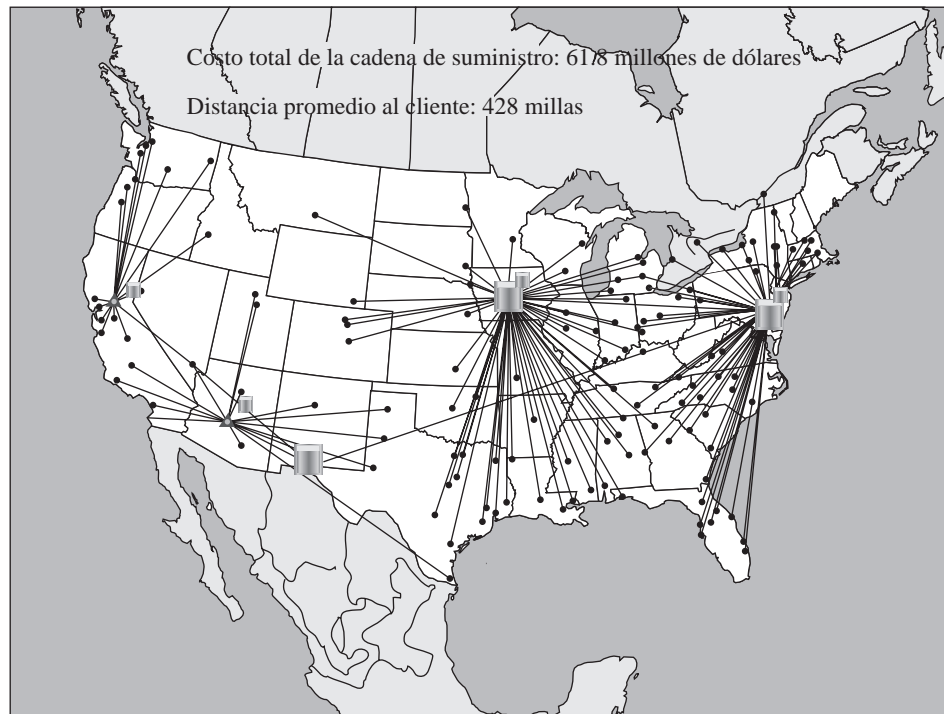 Costo total de la cadena de suministro: 61.8 millones de dólares
Distancia promedio al cliente: 428 millas